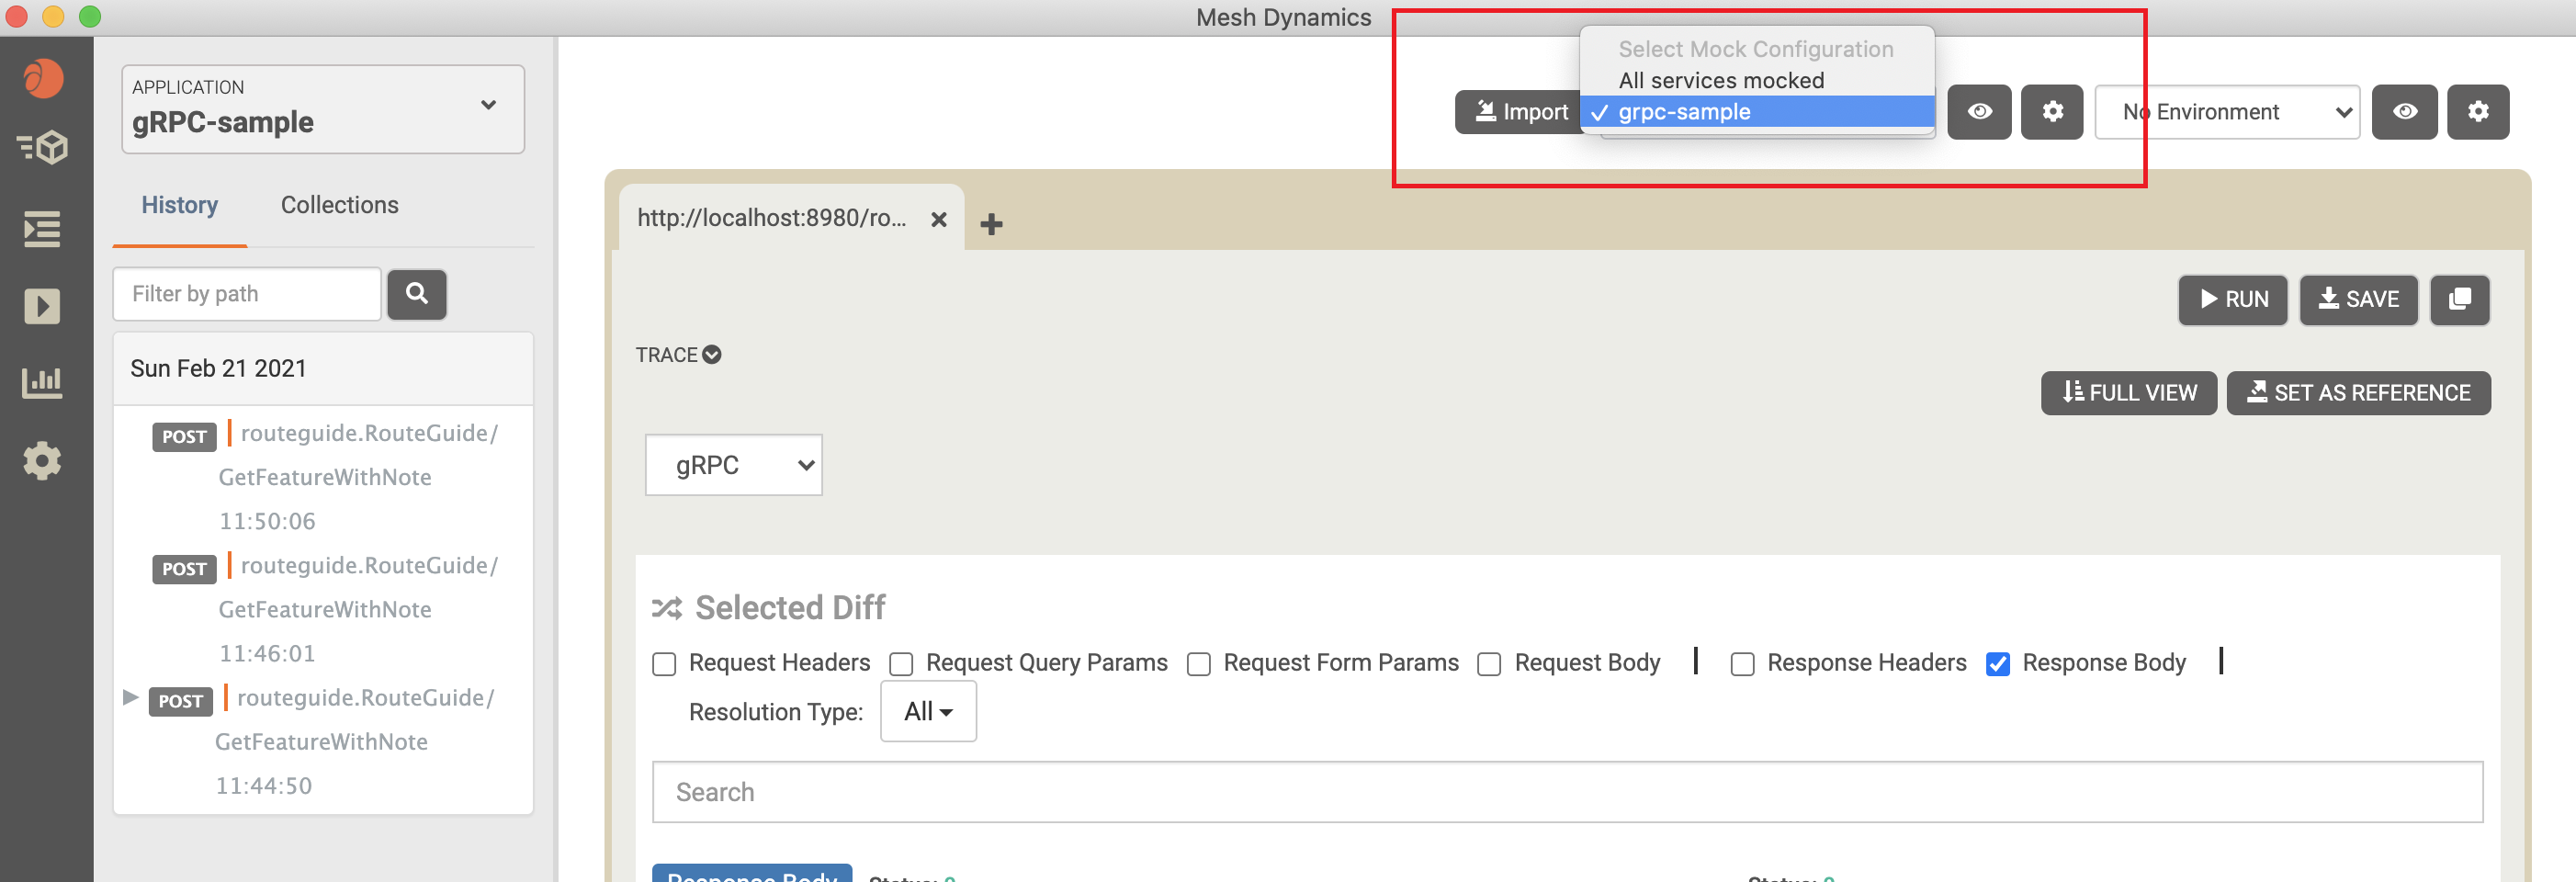 Mesh Dynamics
APPLICATION
gRPC-sample
History
Collections
Filter by path
Sun Feb 21 2021
POST routeguide.RouteGuide/
GetFeatureWithNote
11:50:06
POST routeguide.RouteGuide/
GetFeatureWithNote
11:46:01
POST routeguide.RouteGuide/
GetFeatureWithNote
11:44:50
Import
Select Mock Configuration
All services mocked
grpc-sample
No Environment
http://localhost:8980/ro...
RUN
SAVE
TRACE
FULL VIEW
SET AS REFERENCE
gRPC
Selected Diff
Request Headers Request Query Params Request Form Params Request Body Response Headers Response Body
Resolution Type: All
Search
Response Body Status: 0 Status: 0